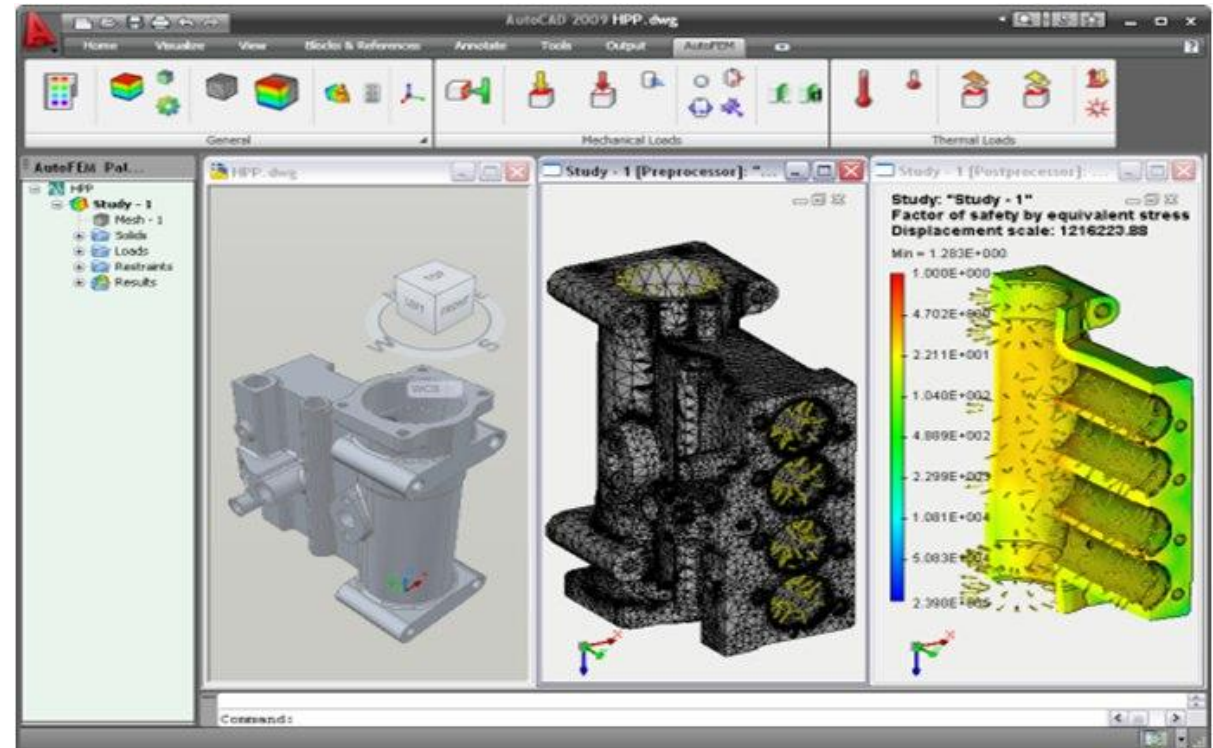 AutoCAD 2009 HPP.dwg
Home Visualize View Blocks & References Annotate Tools Output AutoFEM
General Mechanical Loads Thermal Loads
AutoFEM Pal...
HPP
Study - 1
Mesh - 1
Solids
Loads
Restraints
Results
HPP.dwg
TOP
LEFT FRONT
W S
WCS
Study - 1 [Preprocessor]: "...
X
Study - 1 [Postprocessor]: ...
Study: "Study - 1"
Factor of safety by equivalent stress
Displacement scale: 1216223.88
Min = 1.283E+000
1.000E+000
4.702E+000
2.211E+001
1.040E+002
4.889E+002
2.299E+003
1.081E+004
5.083E+004
2.390E+005
X
Command: